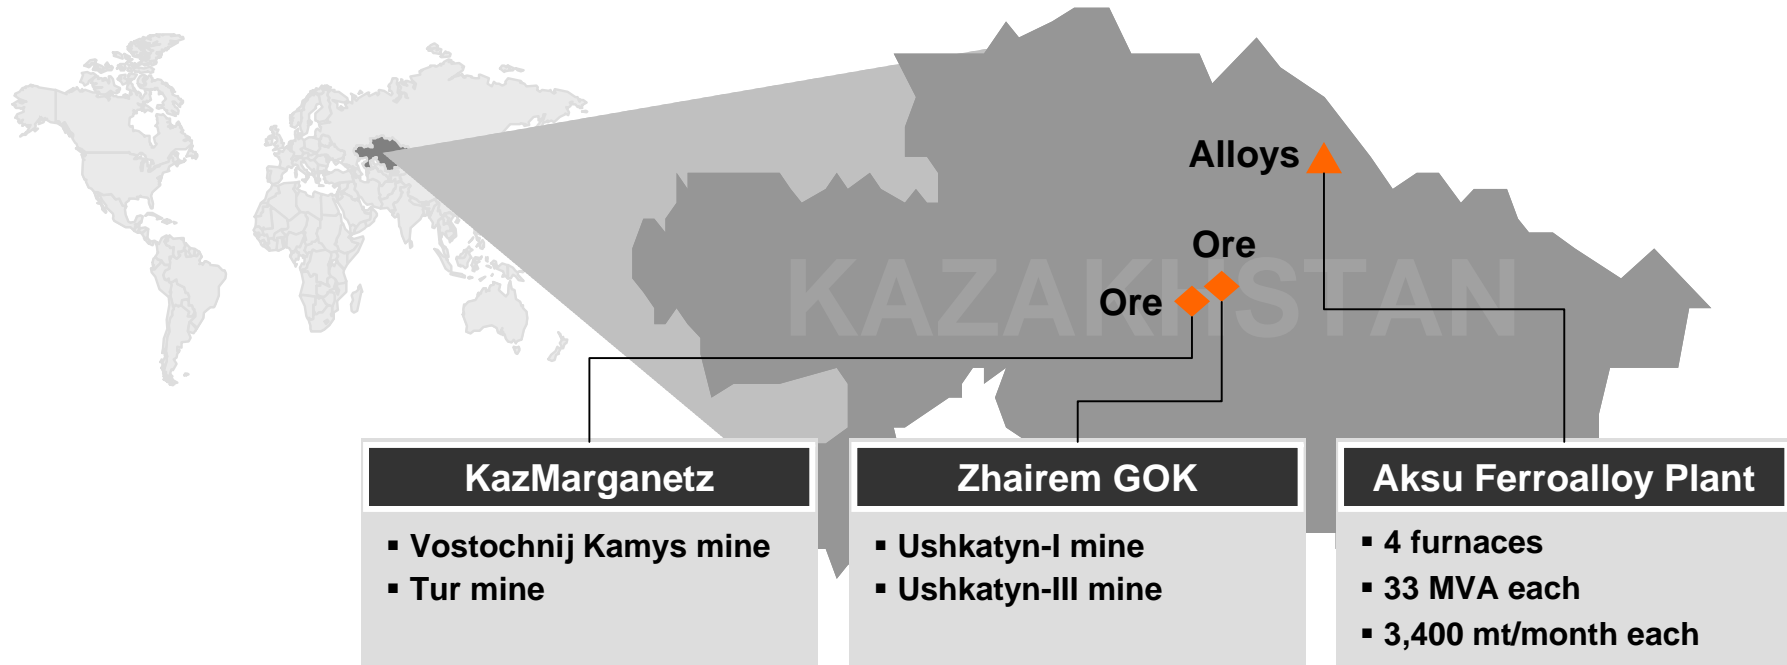 Alloys
Ore
Ore
KAZAKHSTAN
KazMarganetz
▪ Vostochnij Kamys mine
▪ Tur mine
Zhairem GOK
▪ Ushkatyn-I mine
▪ Ushkatyn-III mine
Aksu Ferroalloy Plant
▪ 4 furnaces
▪ 33 MVA each
▪ 3,400 mt/month each